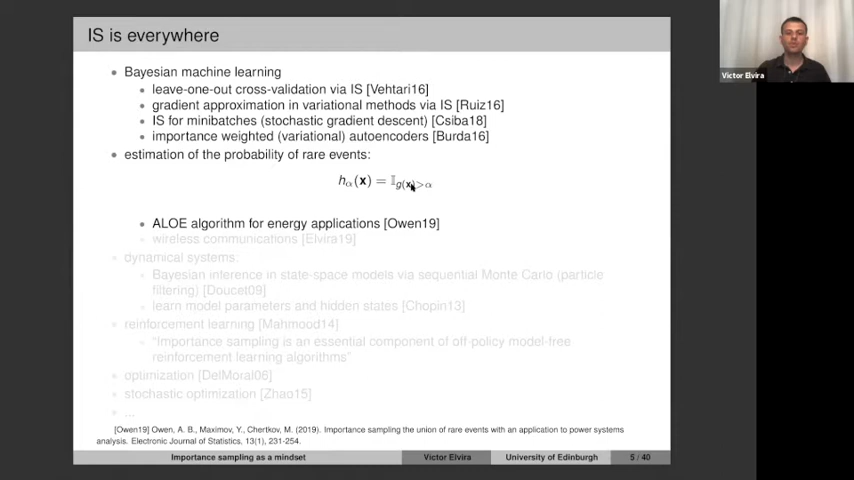 IS is everywhere
Victor Elvira
• Bayesian machine learning
• leave-one-out cross-validation via IS [Vehtari16]
• gradient approximation in variational methods via IS [Ruiz16]
• IS for minibatches (stochastic gradient descent) [Csiba18]
• importance weighted (variational) autoencoders [Burda16]
• estimation of the probability of rare events:
hα(x) = 𝕀g(x)>α
• ALOE algorithm for energy applications [Owen19]
• wireless communications [Elvira19]
• dynamical systems:
• Bayesian inference in state-space models via sequential Monte Carlo (particle
filtering) [Doucet09]
• learn model parameters and hidden states [Chopin13]
• reinforcement learning [Mahmood14]
• “Importance sampling is an essential component of off-policy model-free
reinforcement learning algorithms”
• optimization [DelMoral06]
• stochastic optimization [Zhao15]
• ...
[Owen19] Owen, A. B., Maximov, Y., Chertkov, M. (2019). Importance sampling the union of rare events with an application to power systems
analysis. Electronic Journal of Statistics, 13(1), 231-254.
Importance sampling as a mindset
Víctor Elvira
University of Edinburgh
5 / 40